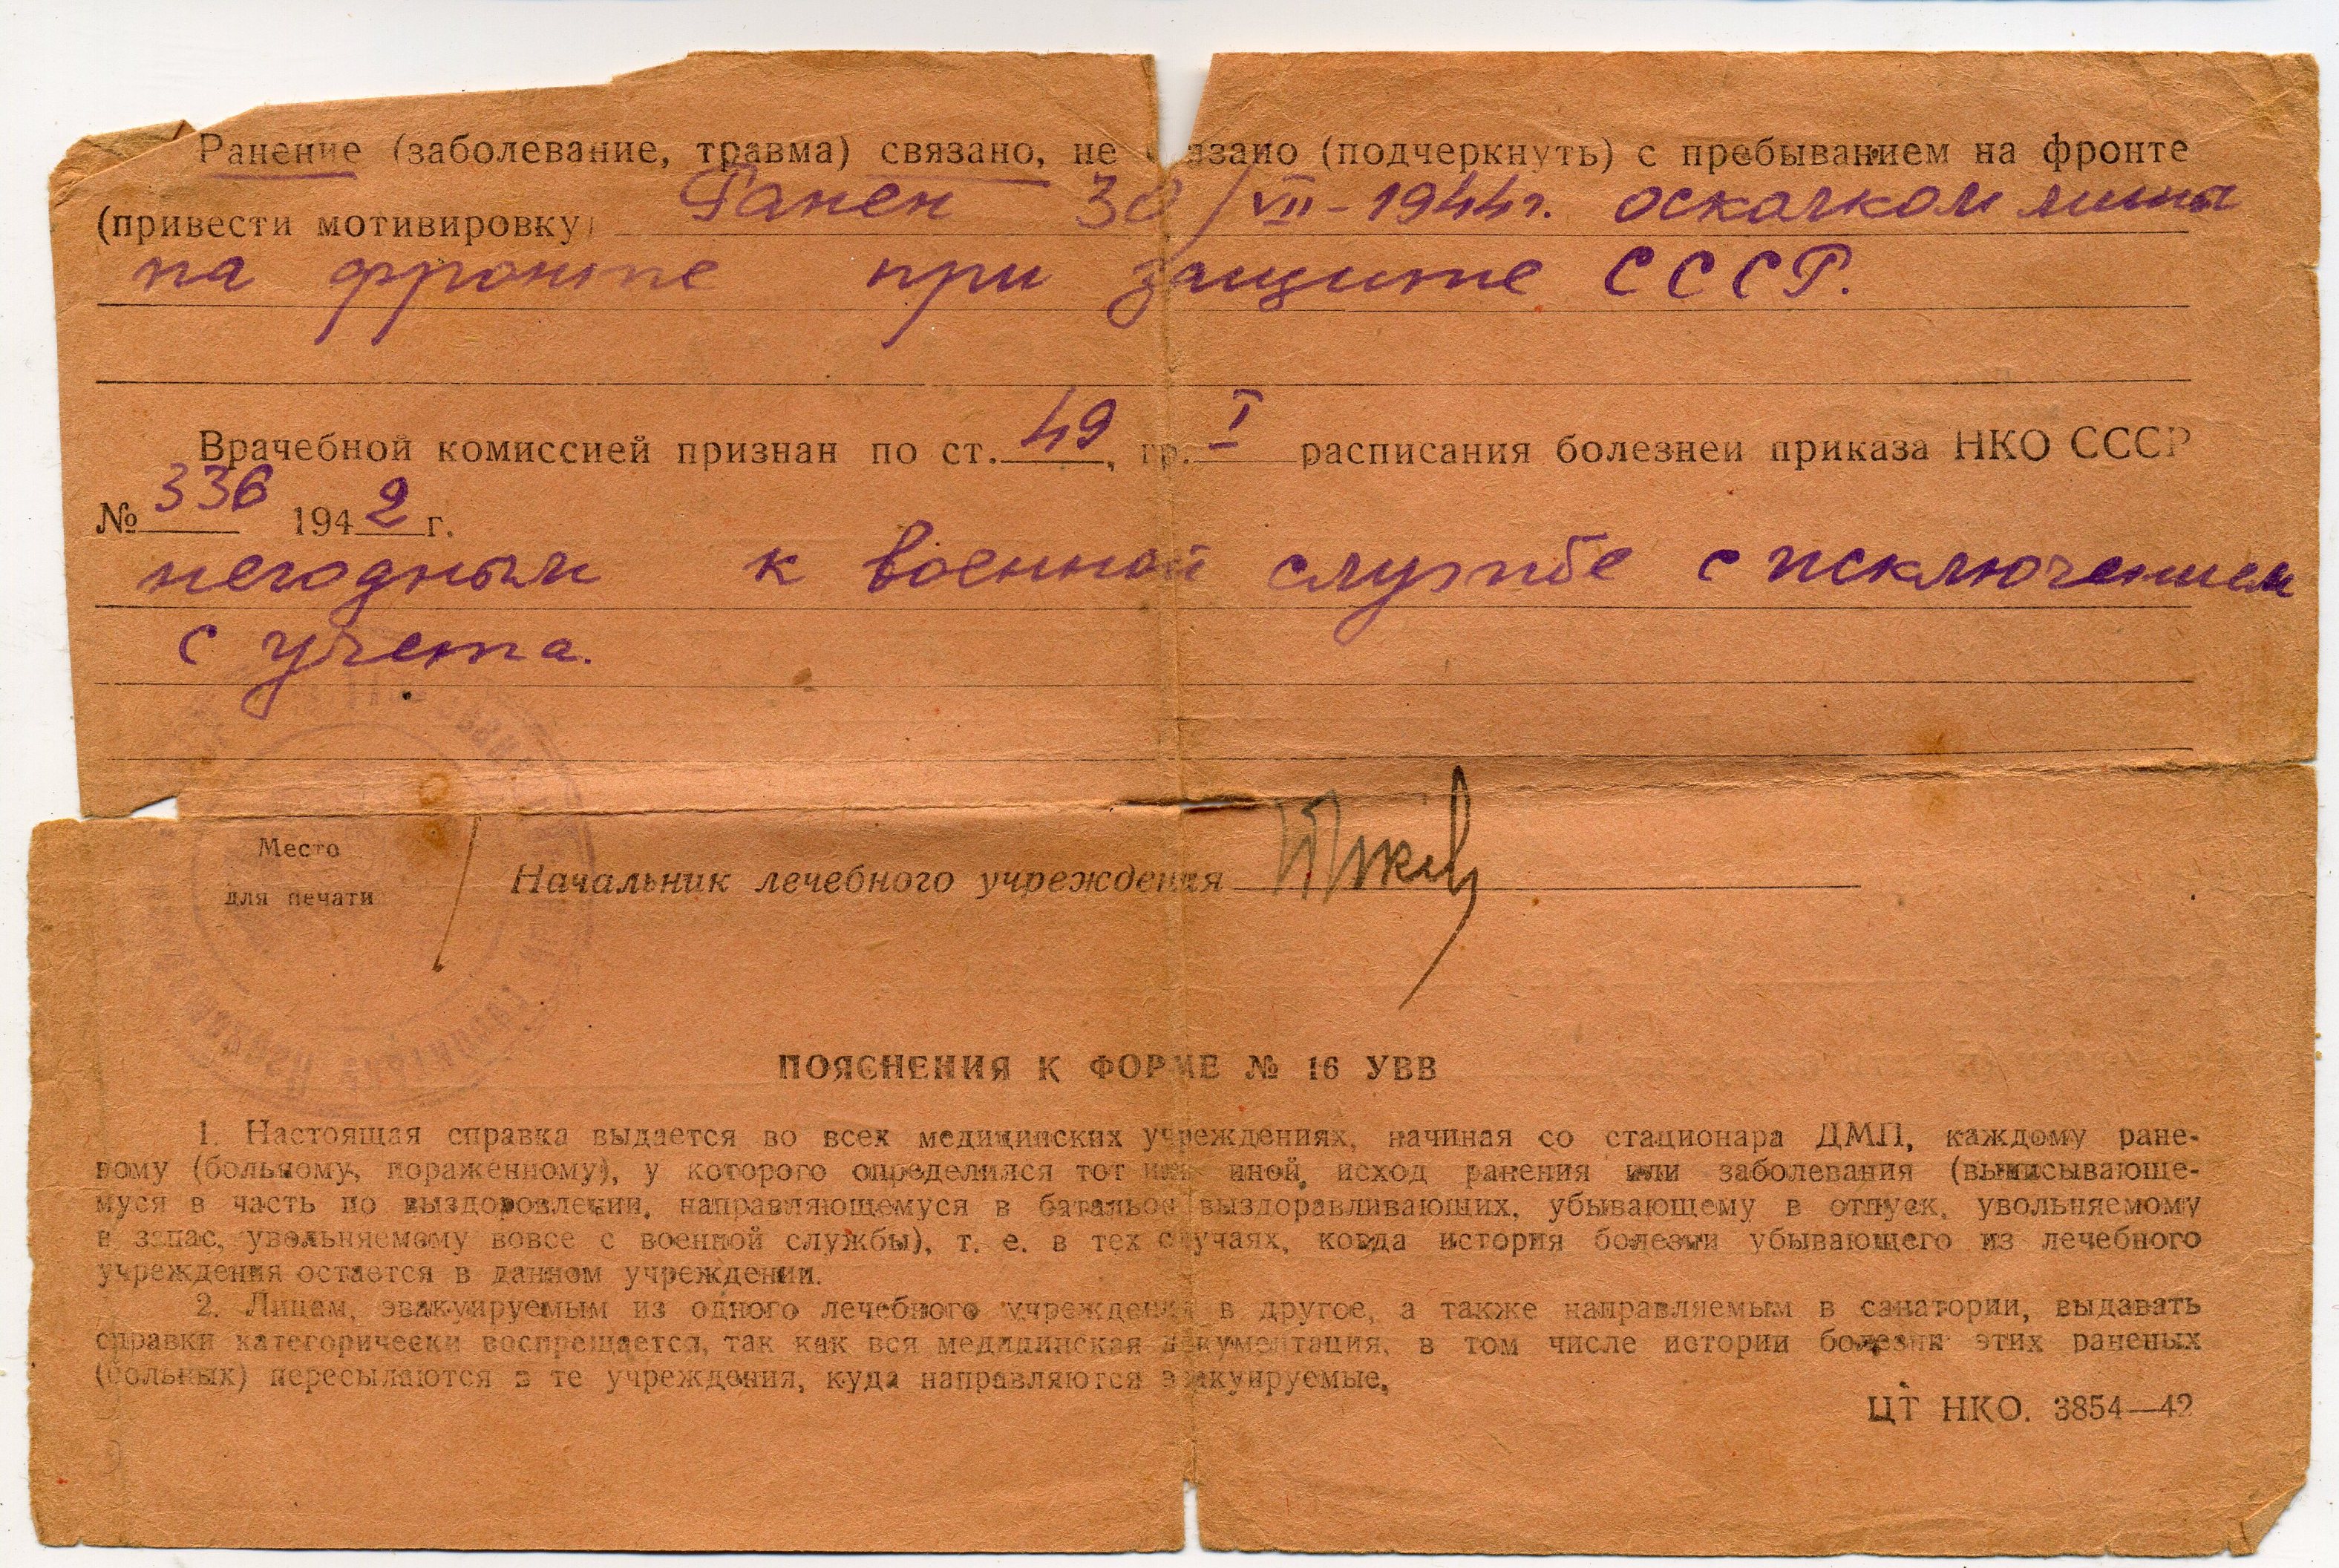 Ранение (заболевание, травма) связано, не связано (подчеркнуть) с пребыванием на фронте
(привести мотивировку) Ранен 30/VII-1944г. осколком мины
на фронте при защите СССР.
Врачебной комиссией признан по ст. 49, гр. I расписания болезней приказа НКО СССР
№ 336 1942 г.
негодным к военной службе с исключением
с учета.
Место
для печати
Начальник лечебного учреждения
ПОЯСНЕНИЯ К ФОРМЕ № 16 УВВ
1. Настоящая справка выдается во всех медицинских учреждениях, начиная со стационара ДМП, каждому ране-
ному (больному, пораженному), у которого определился тот или иной исход ранения или заболевания (выписывающе-
муся в часть по выздоровлении, направляющемуся в батальон выздоравливающих, убывающему в отпуск, увольняемому
в запас, увольняемому вовсе с военной службы), т. е. в тех случаях, когда история болезни убывающего из лечебного
учреждения остается в данном учреждении.
2. Лицам, эвакуируемым из одного лечебного учреждения в другое, а также направляемым в санатории, выдавать
справки категорически воспрещается, так как вся медицинская документация, в том числе истории болезни этих раненых
(больных) пересылаются в те учреждения, куда направляются эвакуируемые.
ЦТ НКО. 3854—42